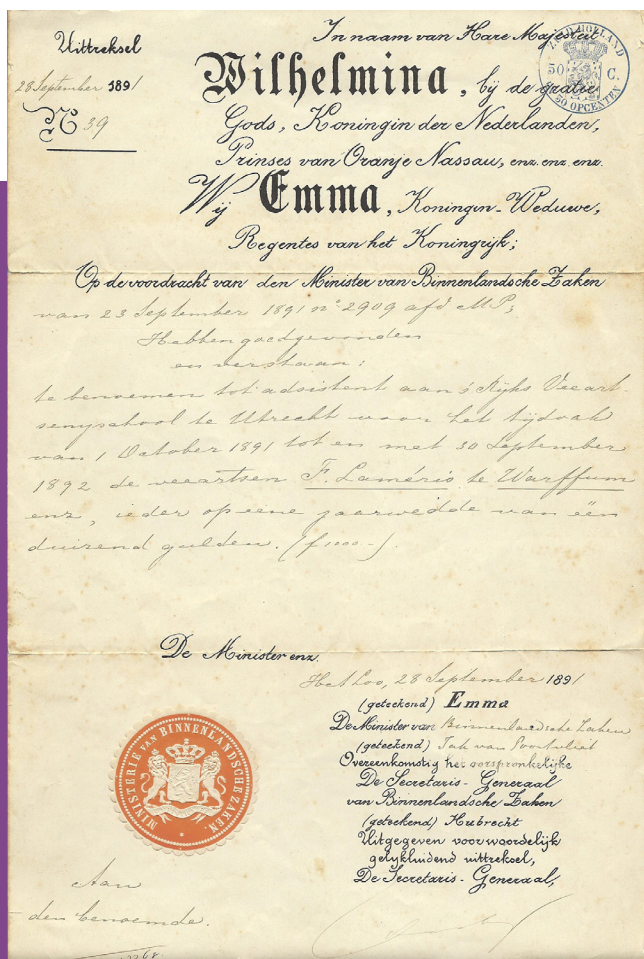 Uittreksel
28 September 1891
No 39
In naam van Hare Majesteit
Wilhelmina, bij de gratie
Gods, Koningin der Nederlanden,
Prinses van Oranje Nassau, enz. enz. enz.
Wij Emma, Koningin-Weduwe,
Regentes van het Koningrijk;
ZUID HOLLAND
50 C.
50 OPCENTEN
Op de voordracht van den Minister van Binnenlandsche Zaken
van 23 September 1891 no 2909 afd MP;
Hebben goedgevonden
en verstaan:
te benoemen tot adsistent aan 's Rijks Veeart-
senijschool te Utrecht voor het tijdvak
van 1 October 1891 tot en met 30 September
1892 de veeartsen F. Laméris te Warffum
enz, ieder op eene jaarwedde van één
duizend gulden. (f 1000.-).
De Minister enz.
Het Loo, 28 September 1891
(geteekend) Emma
De Minister van Binnenlandsche Zaken
(geteekend) Tak van Poortvliet
Overeenkomstig het oorspronkelijke
De Secretaris-Generaal
van Binnenlandsche Zaken
(geteekend) Hubrecht
Uitgegeven voor woordelijk
gelijkluidend uittreksel,
De Secretaris-Generaal,
MINISTERIE VAN BINNENLANDSCHE ZAKEN.
Aan
den benoemde.